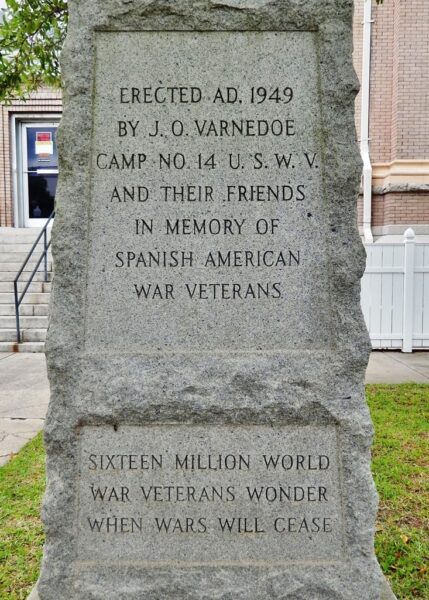 ERECTED AD. 1949
BY J. O. VARNEDOE
CAMP NO. 14 U. S. W. V.
AND THEIR FRIENDS
IN MEMORY OF
SPANISH AMERICAN
WAR VETERANS
SIXTEEN MILLION WORLD
WAR VETERANS WONDER
WHEN WARS WILL CEASE